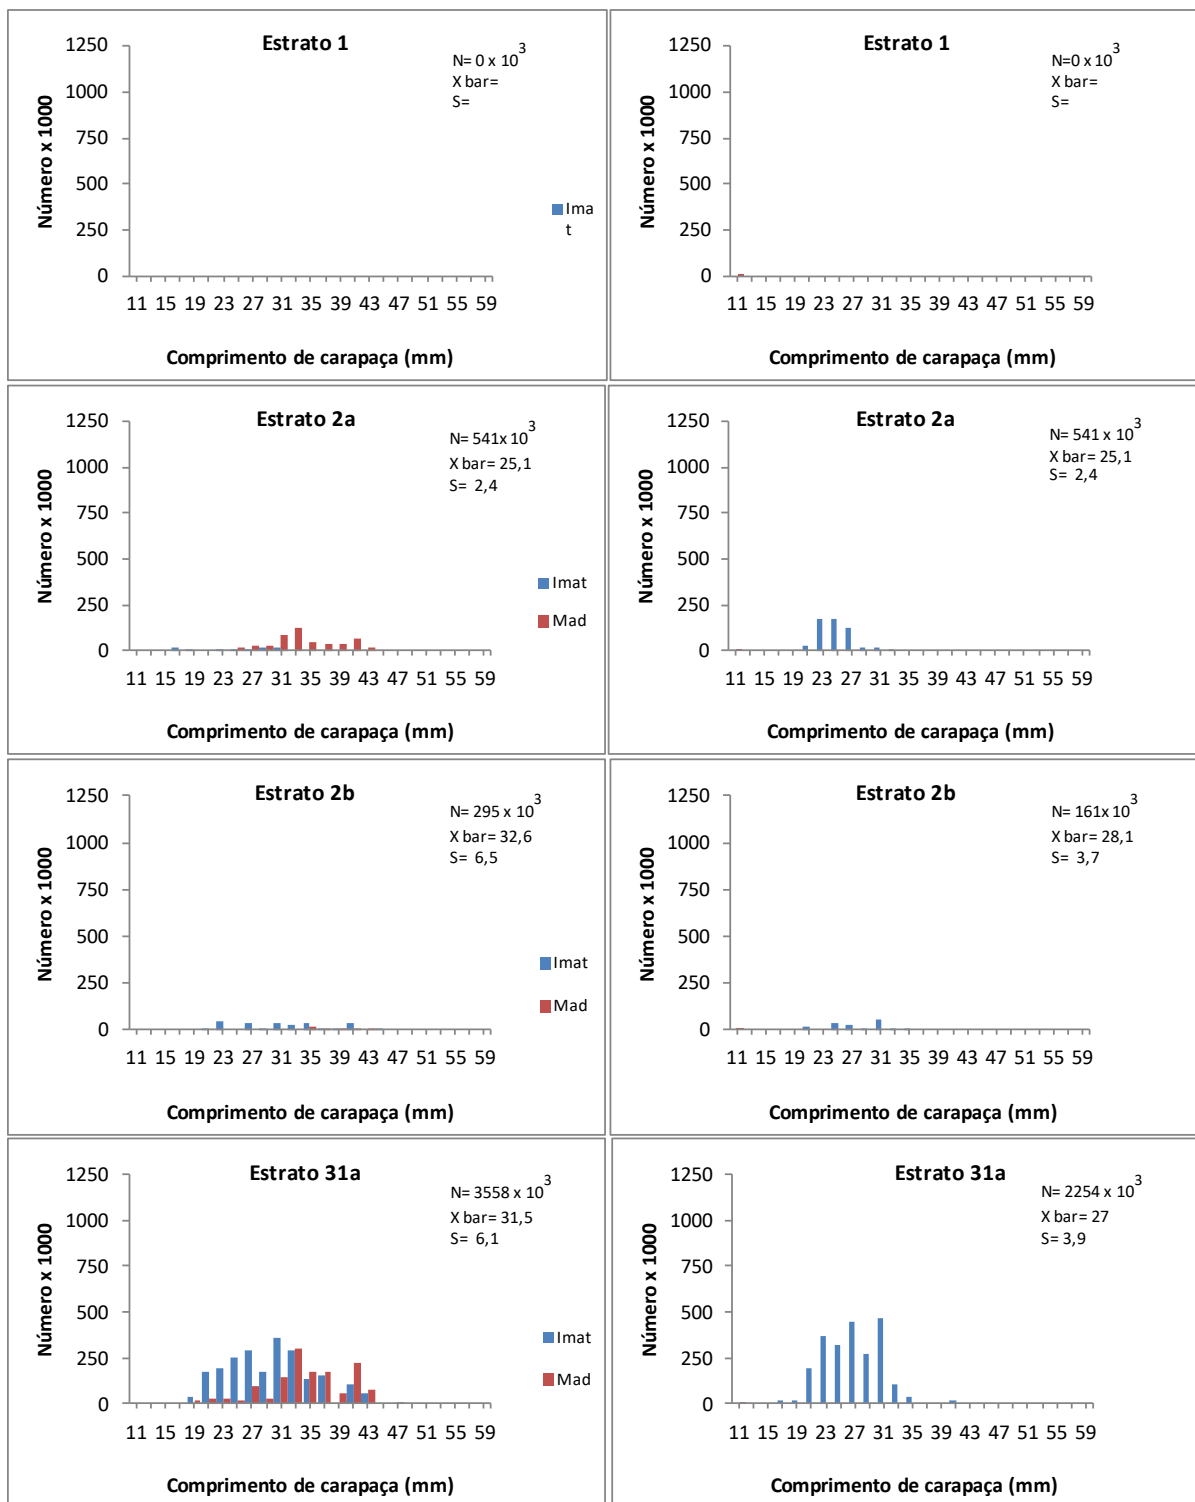 Estrato 1
N= 0 x 10³
X bar=
S=
Número x 1000
1250
1000
750
500
250
0
Ima
t
11 15 19 23 27 31 35 39 43 47 51 55 59
Comprimento de carapaça (mm)
Estrato 1
N=0 x 10³
X bar=
S=
Número x 1000
1250
1000
750
500
250
0
11 15 19 23 27 31 35 39 43 47 51 55 59
Comprimento de carapaça (mm)
Estrato 2a
N= 541x 10³
X bar= 25,1
S= 2,4
Número x 1000
1250
1000
750
500
250
0
Imat
Mad
11 15 19 23 27 31 35 39 43 47 51 55 59
Comprimento de carapaça (mm)
Estrato 2a
N= 541 x 10³
X bar= 25,1
S= 2,4
Número x 1000
1250
1000
750
500
250
0
11 15 19 23 27 31 35 39 43 47 51 55 59
Comprimento de carapaça (mm)
Estrato 2b
N= 295 x 10³
X bar= 32,6
S= 6,5
Número x 1000
1250
1000
750
500
250
0
Imat
Mad
11 15 19 23 27 31 35 39 43 47 51 55 59
Comprimento de carapaça (mm)
Estrato 2b
N= 161x 10³
X bar= 28,1
S= 3,7
Número x 1000
1250
1000
750
500
250
0
11 15 19 23 27 31 35 39 43 47 51 55 59
Comprimento de carapaça (mm)
Estrato 31a
N= 3558 x 10³
X bar= 31,5
S= 6,1
Número x 1000
1250
1000
750
500
250
0
Imat
Mad
11 15 19 23 27 31 35 39 43 47 51 55 59
Comprimento de carapaça (mm)
Estrato 31a
N= 2254 x 10³
X bar= 27
S= 3,9
Número x 1000
1250
1000
750
500
250
0
11 15 19 23 27 31 35 39 43 47 51 55 59
Comprimento de carapaça (mm)